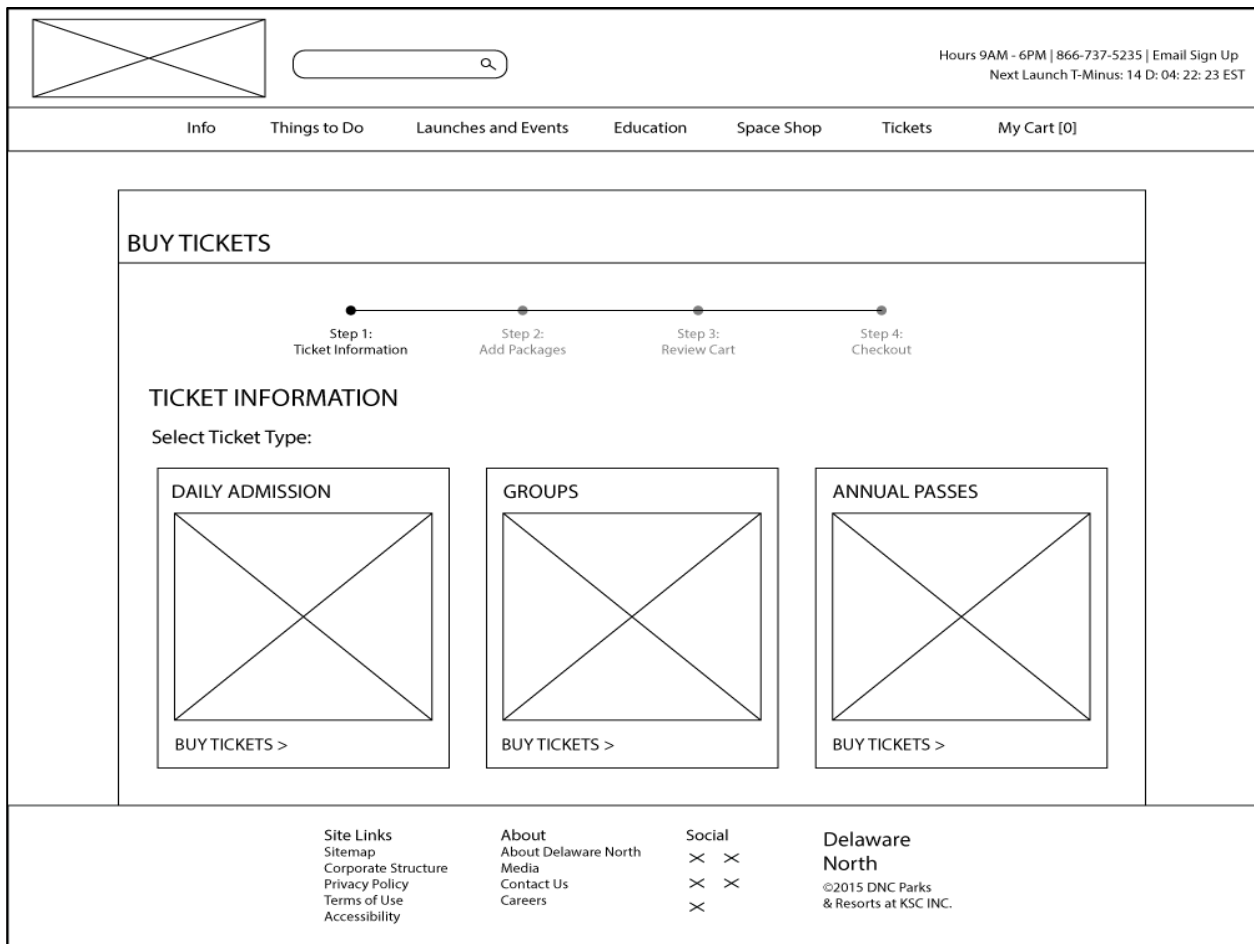 Hours 9AM - 6PM | 866-737-5235 | Email Sign Up
Next Launch T-Minus: 14 D: 04: 22: 23 EST
Info Things to Do Launches and Events Education Space Shop Tickets My Cart [0]
BUY TICKETS
Step 1:
Ticket Information
Step 2:
Add Packages
Step 3:
Review Cart
Step 4:
Checkout
TICKET INFORMATION
Select Ticket Type:
DAILY ADMISSION
BUY TICKETS >
GROUPS
BUY TICKETS >
ANNUAL PASSES
BUY TICKETS >
Site Links
Sitemap
Corporate Structure
Privacy Policy
Terms of Use
Accessibility
About
About Delaware North
Media
Contact Us
Careers
Social
Delaware
North
©2015 DNC Parks
& Resorts at KSC INC.